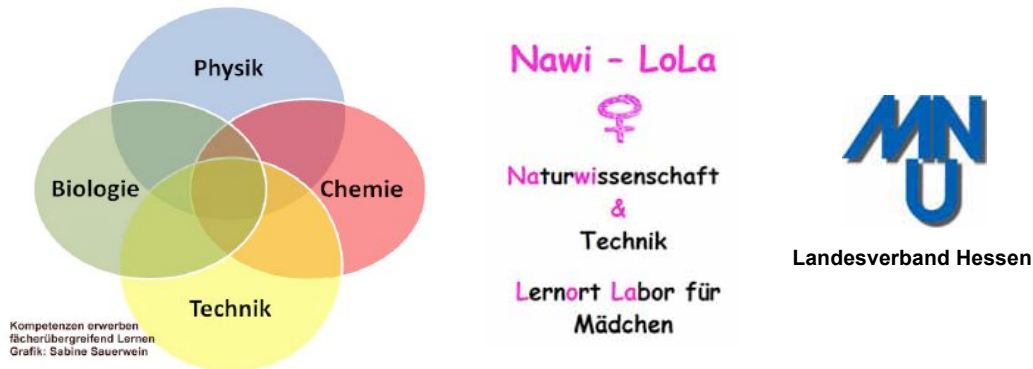 Physik
Biologie
Chemie
Technik
Kompetenzen erwerben
fächerübergreifend Lernen
Grafik: Sabine Sauerwein
Nawi - LoLa
Naturwissenschaft
&
Technik
Lernort Labor für
Mädchen
MNU
Landesverband Hessen